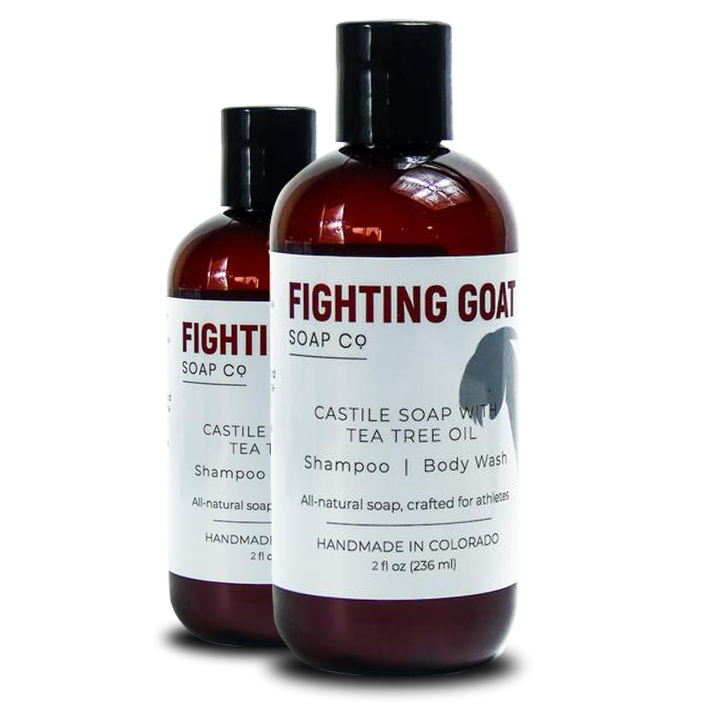 FIGHTING GOAT
SOAP CO
CASTILE SOAP WITH
TEA TREE OIL
Shampoo | Body Wash
All-natural soap, crafted for athletes
HANDMADE IN COLORADO
2 fl oz (236 ml)
FIGHTI
SOAP CO
CASTILE
TEA T
Shampoo
All-natural soap
HANDMADE
2 fl o